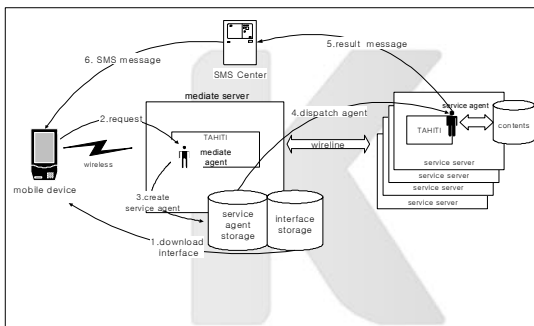 6. SMS message
5.result message
SMS Center
mediate server
2.request
4.dispatch agent
service agent
TAHITI
TAHITI
mediate
agent
contents
wireless
wireline
service server
service server
service server
service server
mobile device
3.create
service agent
service
agent
storage
interface
storage
1.download
interface